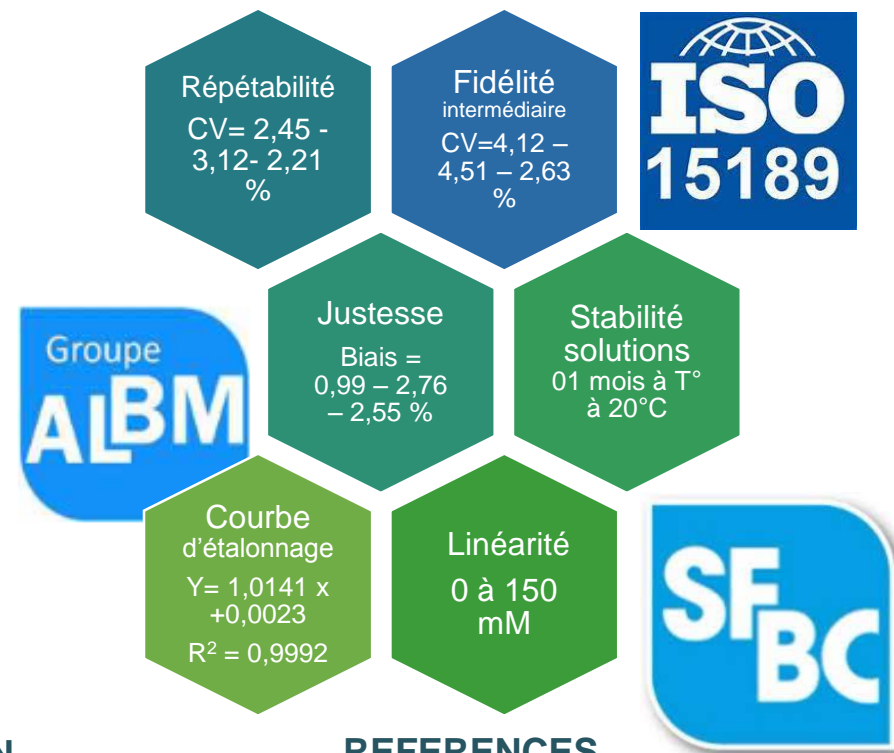 Répétabilité
CV= 2,45 -
3,12- 2,21
%
Fidélité
intermédiaire
CV=4,12 –
4,51 – 2,63
%
ISO
15189
Groupe
ALBM
Justesse
Biais =
0,99 – 2,76
– 2,55 %
Stabilité
solutions
01 mois à T°
à 20°C
Courbe
d'étalonnage
Y= 1,0141 x
+0,0023
R² = 0,9992
Linéarité
0 à 150
mM
SFBC
N
REFERENCES